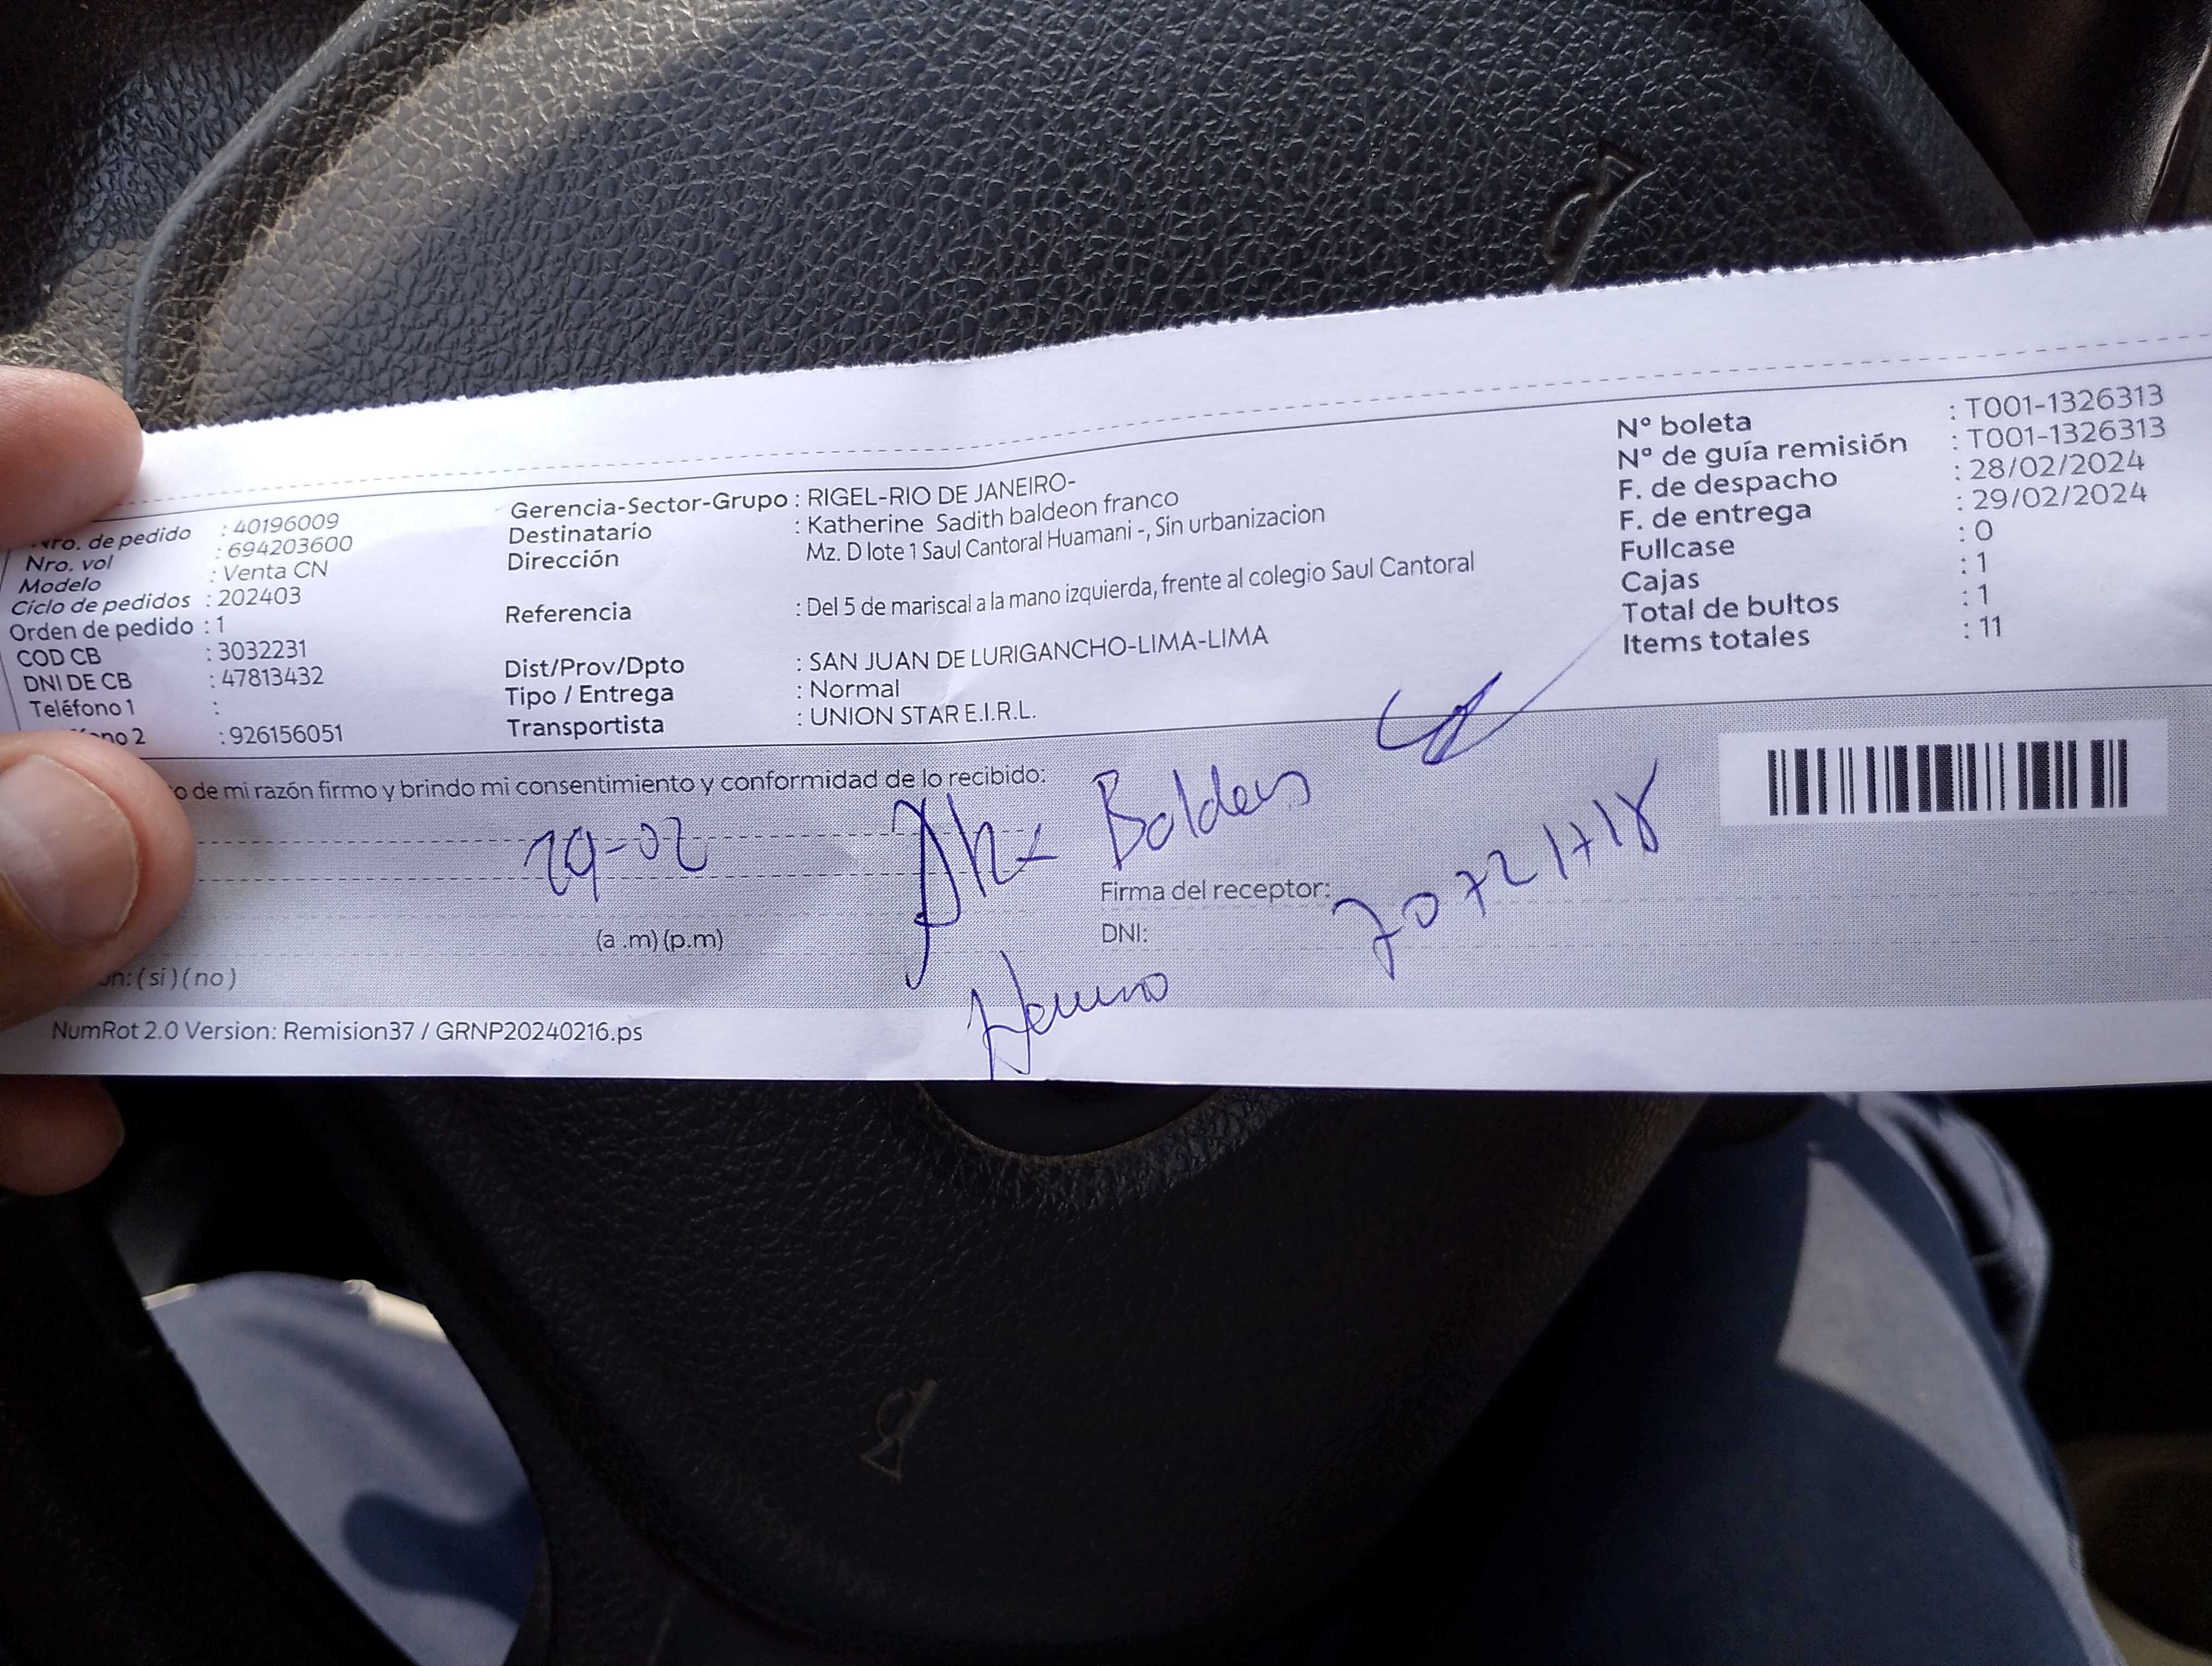 Nro. de pedido : 40196009
Nro. vol : 694203600
Modelo : Venta CN
Ciclo de pedidos : 202403
Orden de pedido : 1
COD CB : 3032231
DNI DE CB : 47813432
Teléfono 1 :
ono 2 : 926156051
Gerencia-Sector-Grupo : RIGEL-RIO DE JANEIRO-
Destinatario : Katherine Sadith baldeon franco
Dirección Mz. D lote 1 Saul Cantoral Huamani -, Sin urbanizacion
Referencia : Del 5 de mariscal a la mano izquierda, frente al colegio Saul Cantoral
Dist/Prov/Dpto : SAN JUAN DE LURIGANCHO-LIMA-LIMA
Tipo / Entrega : Normal
Transportista : UNION STAR E.I.R.L.
Nº boleta : T001-1326313
Nº de guía remisión : T001-1326313
F. de despacho : 28/02/2024
F. de entrega : 29/02/2024
Fullcase : 0
Cajas : 1
Total de bultos : 1
Items totales : 11
o de mi razón firmo y brindo mi consentimiento y conformidad de lo recibido:
29-02
Firma del receptor:
(a .m) (p.m)
DNI: 70721718
ón: ( sí ) ( no )
NumRot 2.0 Version: Remision37 / GRNP20240216.ps